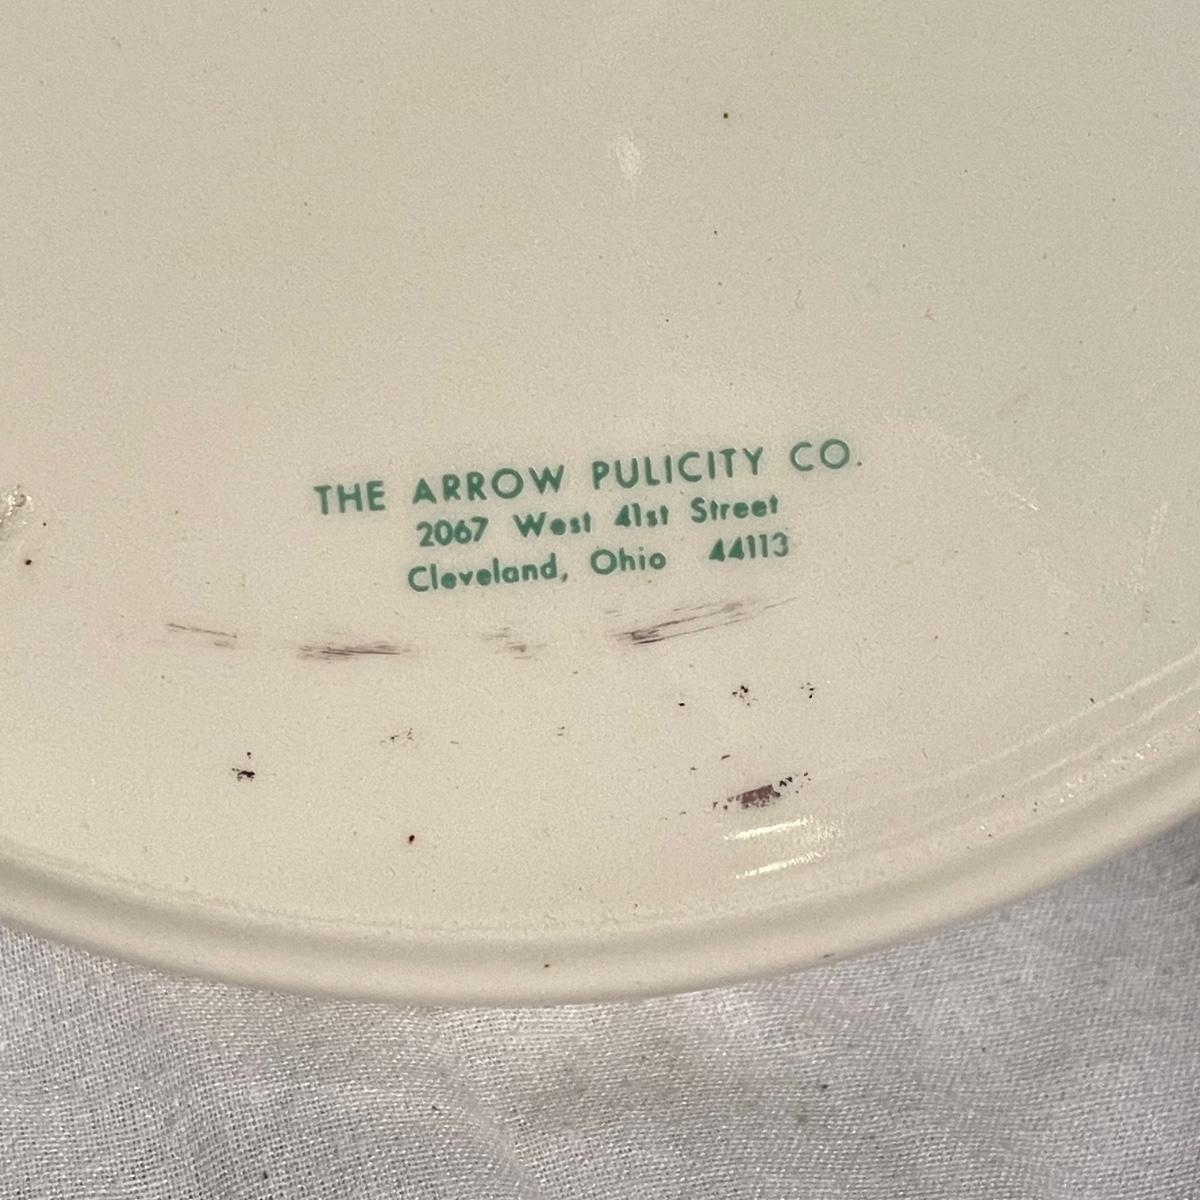 THE ARROW PULICITY CO.
2067 West 41st Street
Cleveland, Ohio 44113